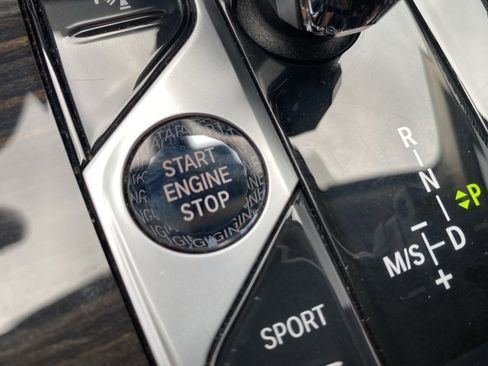 START
ENGINE
STOP
SPORT
R
N
P
M/S
D
+